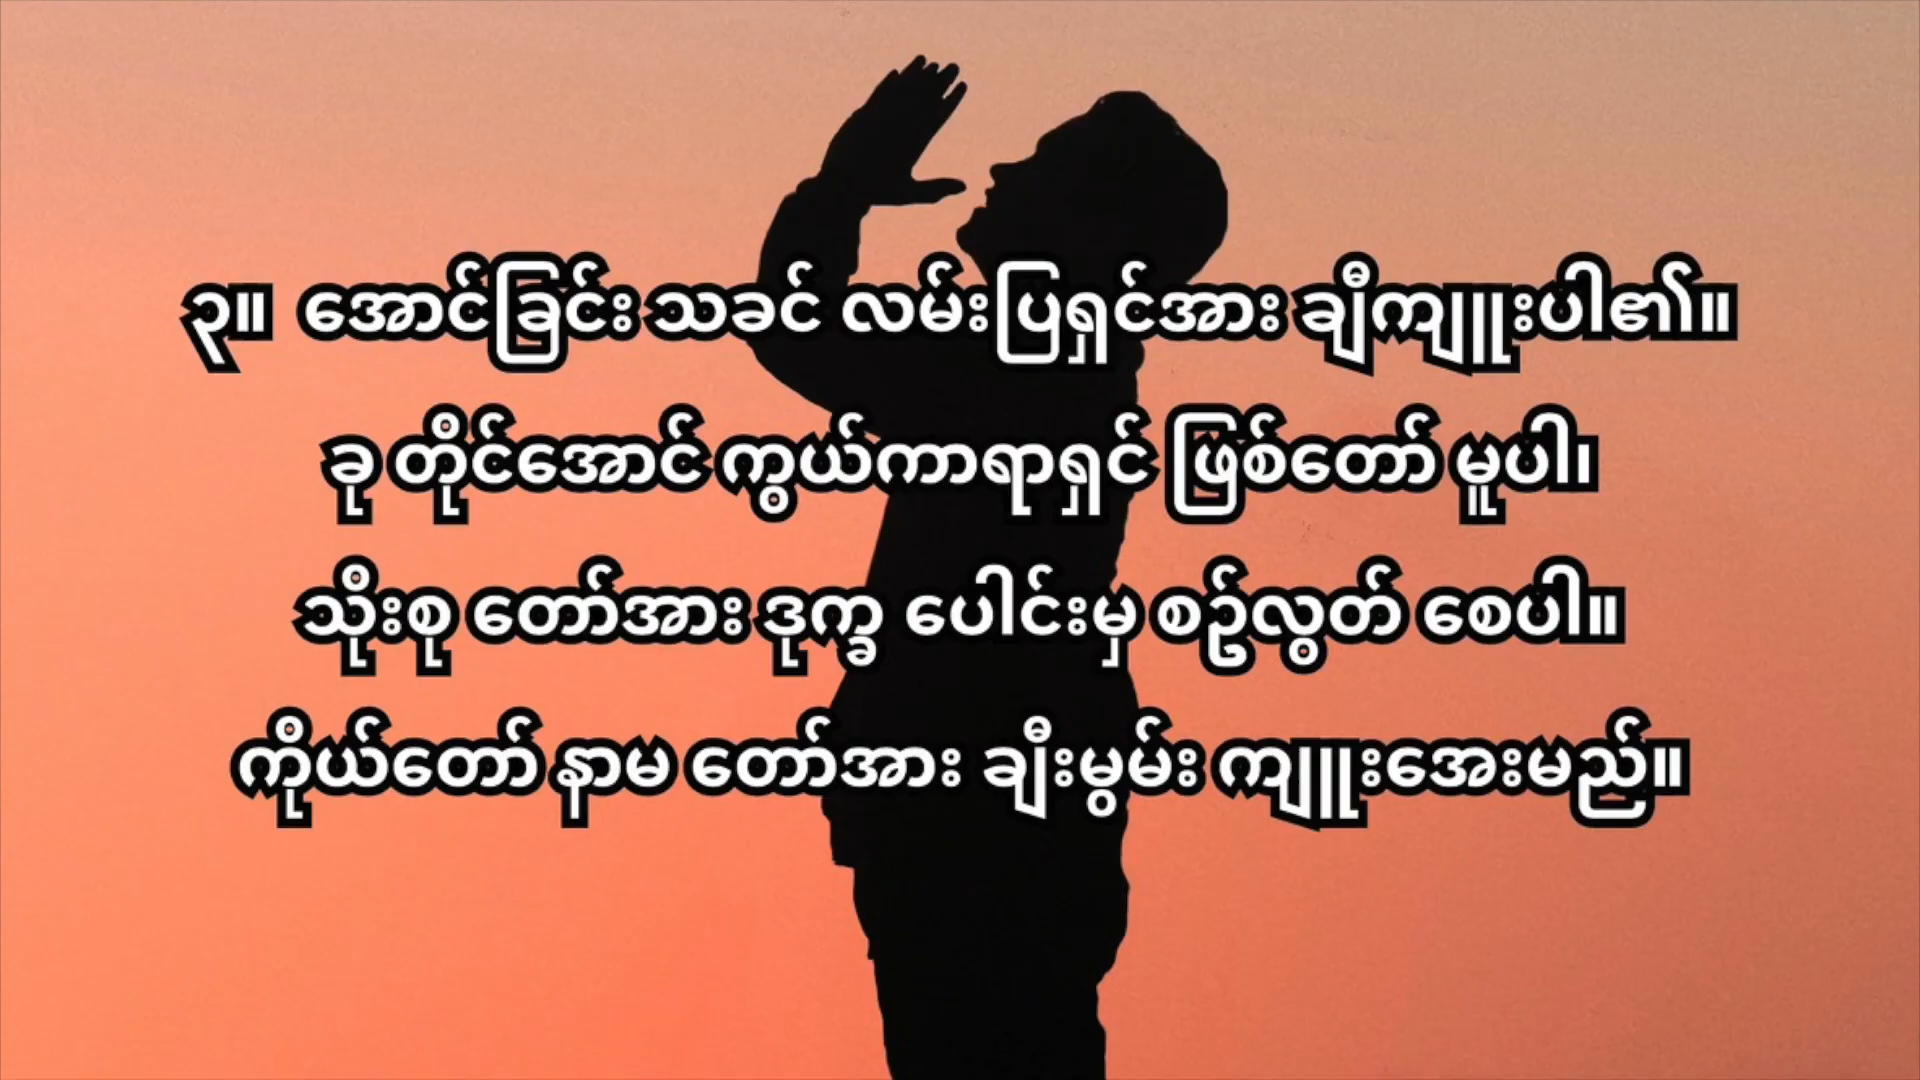 ၃။ အောင်ခြင်း သခင် လမ်းပြရှင်အား ချီကျူူးပါ၏။
ခု တိုင်အောင် ကွယ်ကာရာရှင် ဖြစ်တော် မူပါ၊
သိုးစု တော်အား ဒုက္ခ ပေါင်းမှ စဥ်လွတ် စေပါ။
ကိုယ်တော် နာမ တော်အား ချီးမွမ်း ကျူူးအေးမည်။